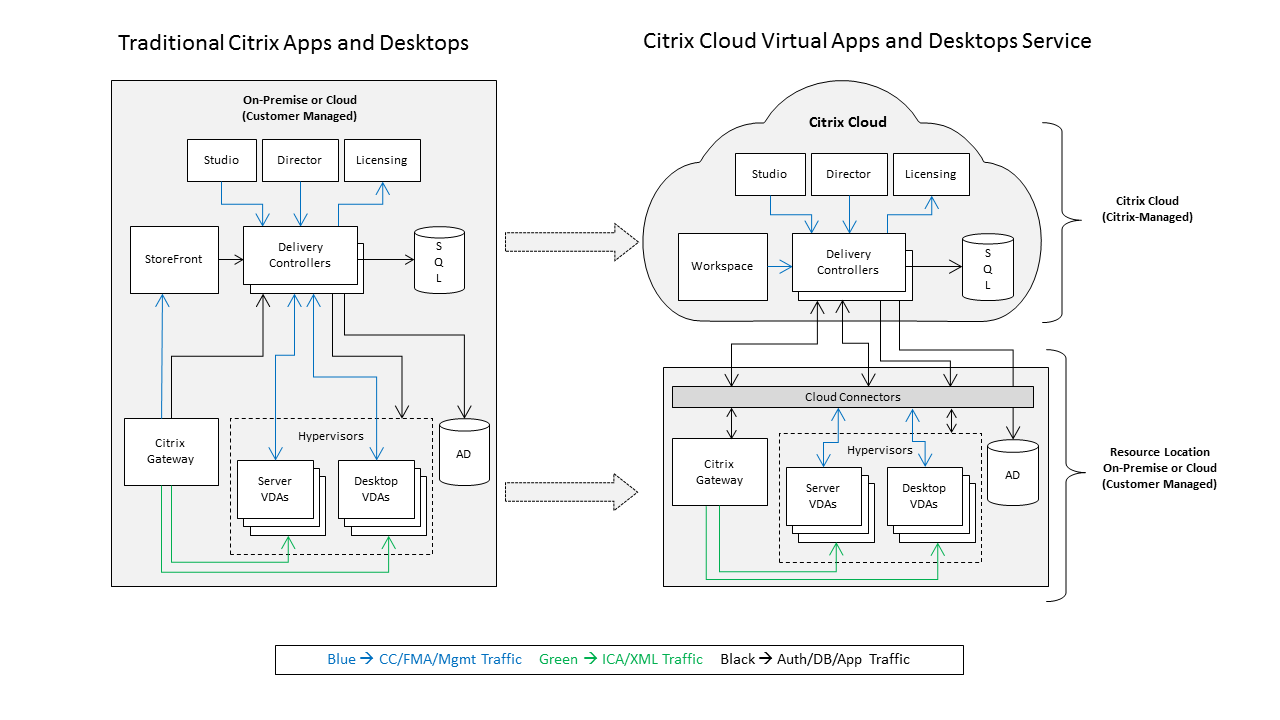 Traditional Citrix Apps and Desktops
Citrix Cloud Virtual Apps and Desktops Service
On-Premise or Cloud
(Customer Managed)
Studio
Director
Licensing
StoreFront
Delivery
Controllers
S
Q
L
Citrix
Gateway
Hypervisors
Server
VDAs
Desktop
VDAs
AD
Citrix Cloud
Studio
Director
Licensing
Workspace
Delivery
Controllers
S
Q
L
Citrix Cloud
(Citrix-Managed)
Cloud Connectors
Citrix
Gateway
Hypervisors
Server
VDAs
Desktop
VDAs
AD
Resource Location
On-Premise or Cloud
(Customer Managed)
Blue → CC/FMA/Mgmt Traffic Green → ICA/XML Traffic Black → Auth/DB/App Traffic